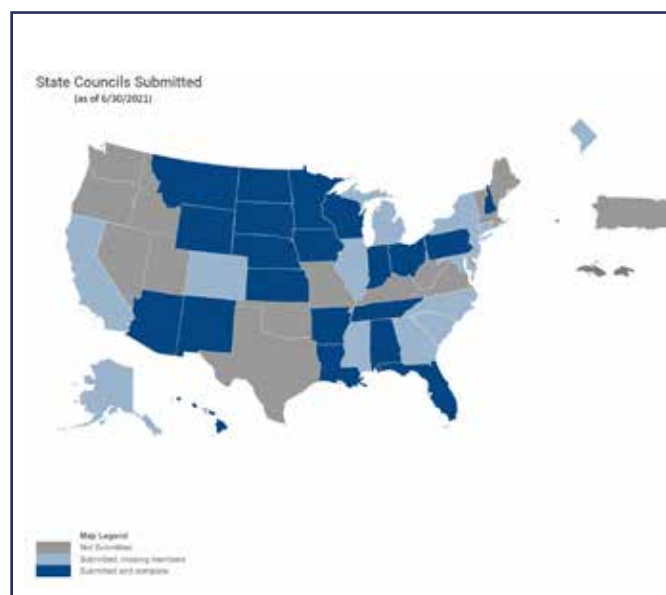 State Councils Submitted
(as of 6/30/2021)
Map Legend
Not Submitted
Submitted, missing members
Submitted and complete